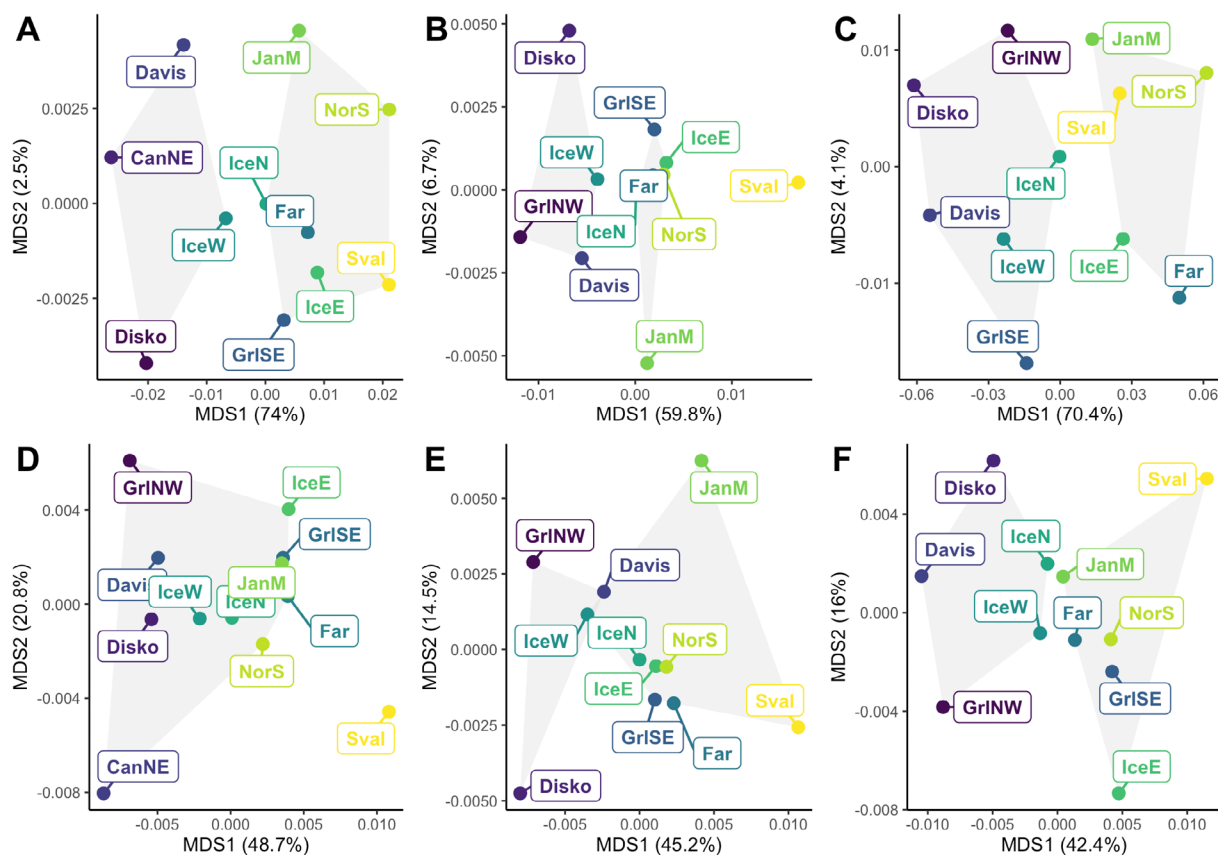 A
MDS2 (2.5%)
0.0025
0.0000
-0.0025
Davis
JanM
NorS
CanNE
IceN
Far
IceW
Sval
IceE
Disko
GrlSE
-0.02
-0.01
0.00
0.01
0.02
MDS1 (74%)
B
MDS2 (6.7%)
0.0050
0.0025
0.0000
-0.0025
-0.0050
Disko
GrlSE
IceE
IceW
Far
Sval
GrlNW
IceN
NorS
Davis
JanM
-0.01
0.00
0.01
MDS1 (59.8%)
C
MDS2 (4.1%)
0.01
0.00
-0.01
GrlNW
JanM
Disko
NorS
Sval
IceN
Davis
IceW
IceE
Far
GrlSE
-0.06
-0.03
0.00
0.03
0.06
MDS1 (70.4%)
D
MDS2 (20.8%)
0.004
0.000
-0.004
-0.008
GrlNW
IceE
GrlSE
Davis
IceW
JanM
IceN
Disko
Far
NorS
Sval
CanNE
-0.005
0.000
0.005
0.010
MDS1 (48.7%)
E
MDS2 (14.5%)
0.0050
0.0025
0.0000
-0.0025
-0.0050
JanM
GrlNW
Davis
IceW
IceN
NorS
IceE
Sval
GrlSE
Far
Disko
-0.005
0.000
0.005
0.010
MDS1 (45.2%)
F
MDS2 (16%)
0.004
0.000
-0.004
-0.008
Disko
Sval
Davis
IceN
JanM
IceW
Far
NorS
GrlSE
GrlNW
IceE
-0.010
-0.005
0.000
0.005
0.010
MDS1 (42.4%)